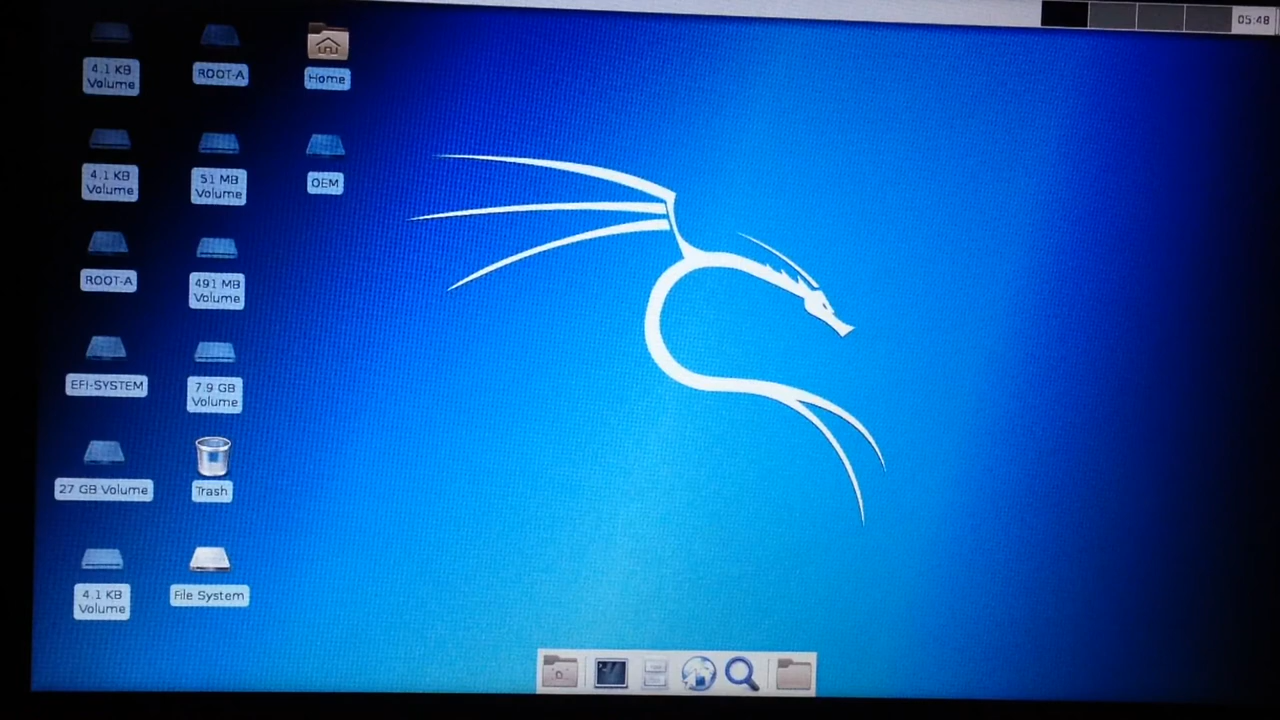 05:48
4.1 KB
Volume
ROOT-A
Home
4.1 KB
Volume
51 MB
Volume
OEM
ROOT-A
491 MB
Volume
EFI-SYSTEM
7.9 GB
Volume
27 GB Volume
Trash
4.1 KB
Volume
File System